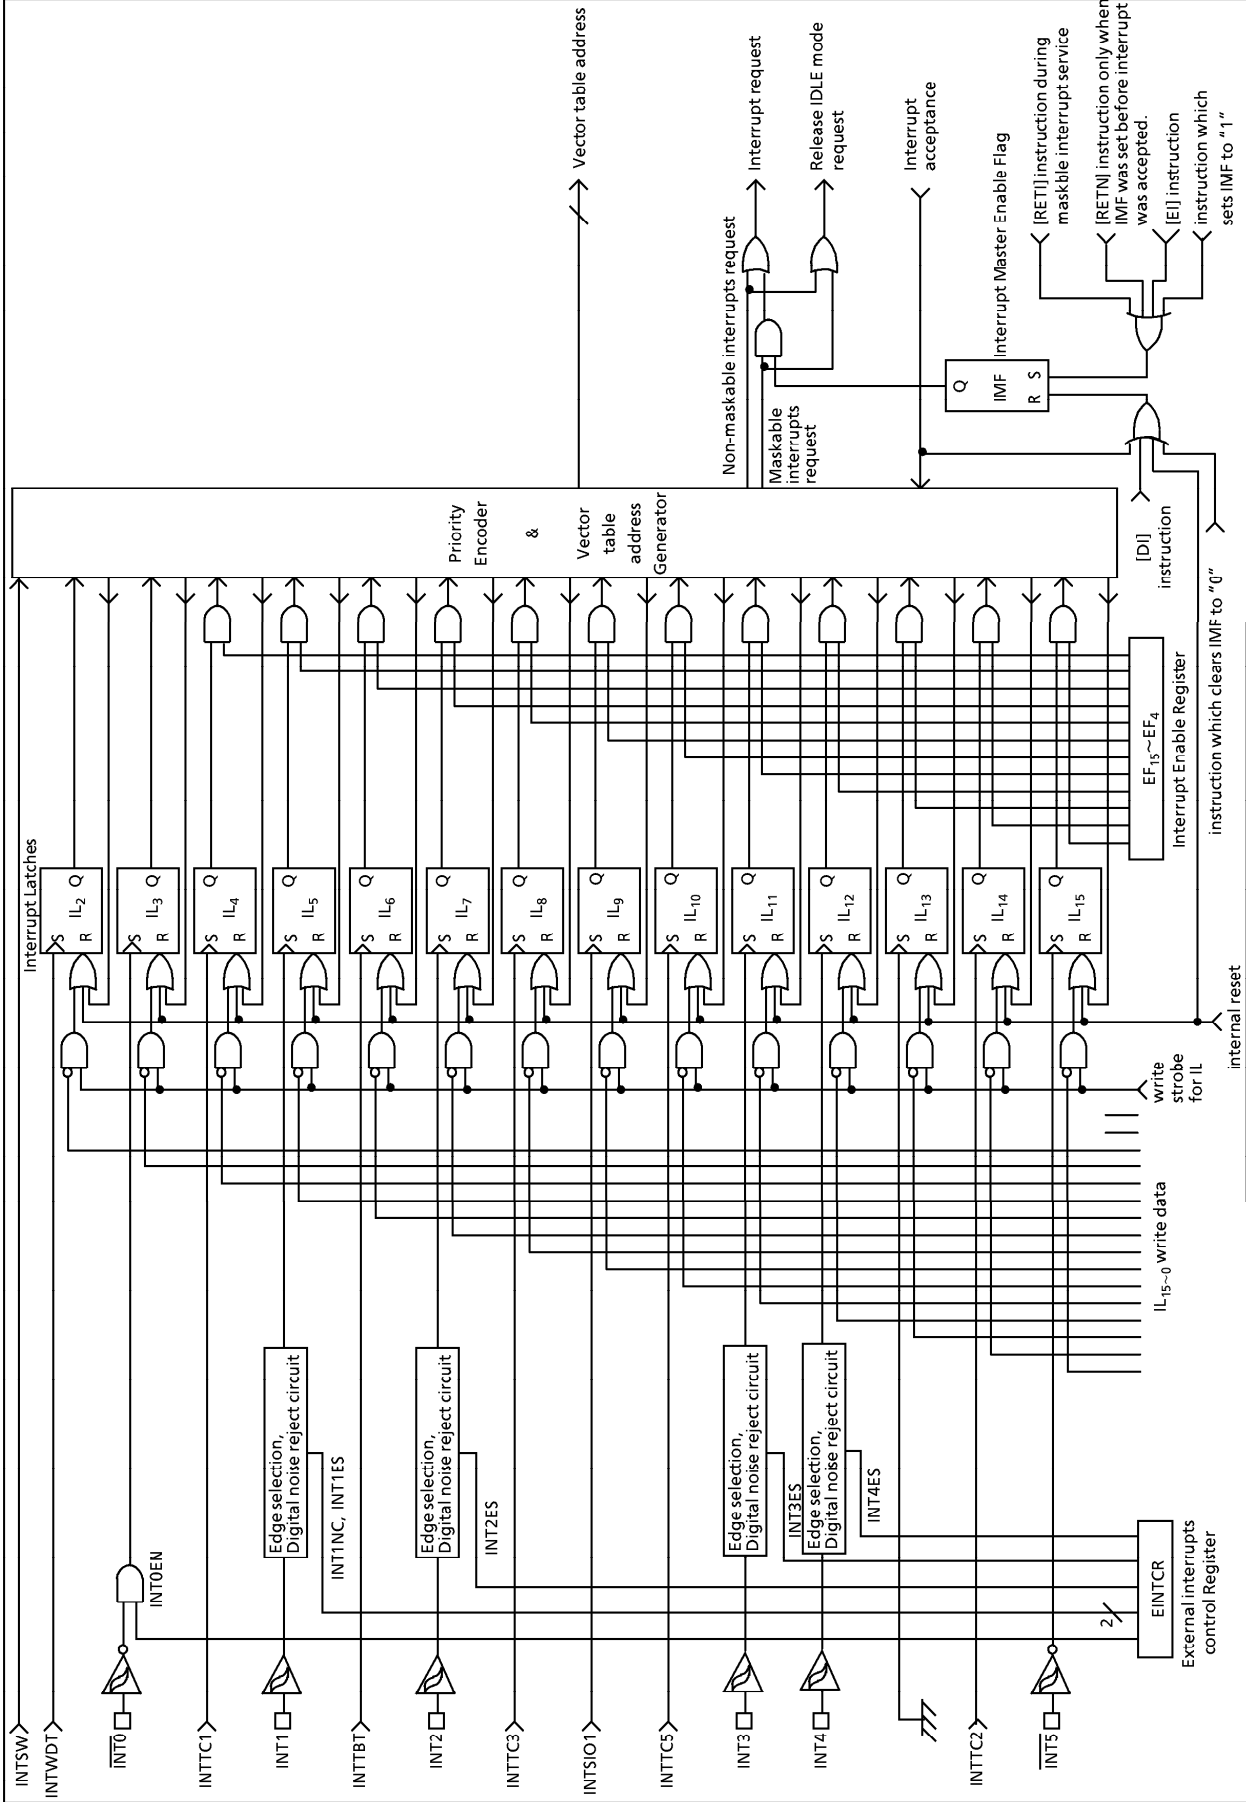 INTSW
INTWDT
INT0
INTTC1
INT1
INTTBT
INT2
INTTC3
INTSIO1
INTTC5
INT3
INT4
INTTC2
INT5
INT0EN
Edge selection,
Digital noise reject circuit
INT1NC, INT1ES
Edge selection,
Digital noise reject circuit
INT2ES
Edge selection,
Digital noise reject circuit
INT3ES
Edge selection,
Digital noise reject circuit
INT4ES
2
EINTCR
External interrupts
control Register
IL15~0 write data
write
strobe
for IL
internal reset
Interrupt Latches
S R Q IL2
S R Q IL3
S R Q IL4
S R Q IL5
S R Q IL6
S R Q IL7
S R Q IL8
S R Q IL9
S R Q IL10
S R Q IL11
S R Q IL12
S R Q IL13
S R Q IL14
S R Q IL15
EF15~EF4
Interrupt Enable Register
instruction which clears IMF to "0"
Priority
Encoder
&
Vector
table
address
Generator
[DI]
instruction
Vector table address
Non-maskable interrupts request
Maskable
interrupts
request
Interrupt request
Release IDLE mode
request
Interrupt
acceptance
Interrupt Master Enable Flag
Q
IMF
R S
[RETI] instruction during
maskble interrupt service
[RETN] instruction only when
IMF was set before interrupt
was accepted.
[EI] instruction
instruction which
sets IMF to "1"